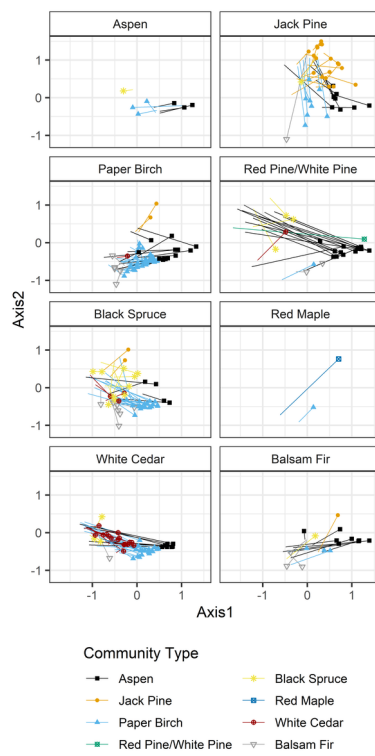 Aspen Jack Pine
1
0
-1
Paper Birch Red Pine/White Pine
1
0
-1
Black Spruce Red Maple
1
0
-1
White Cedar Balsam Fir
1
0
-1
-1 0 1 -1 0 1
Axis2
Axis1
Community Type
Aspen Black Spruce
Jack Pine Red Maple
Paper Birch White Cedar
Red Pine/White Pine Balsam Fir